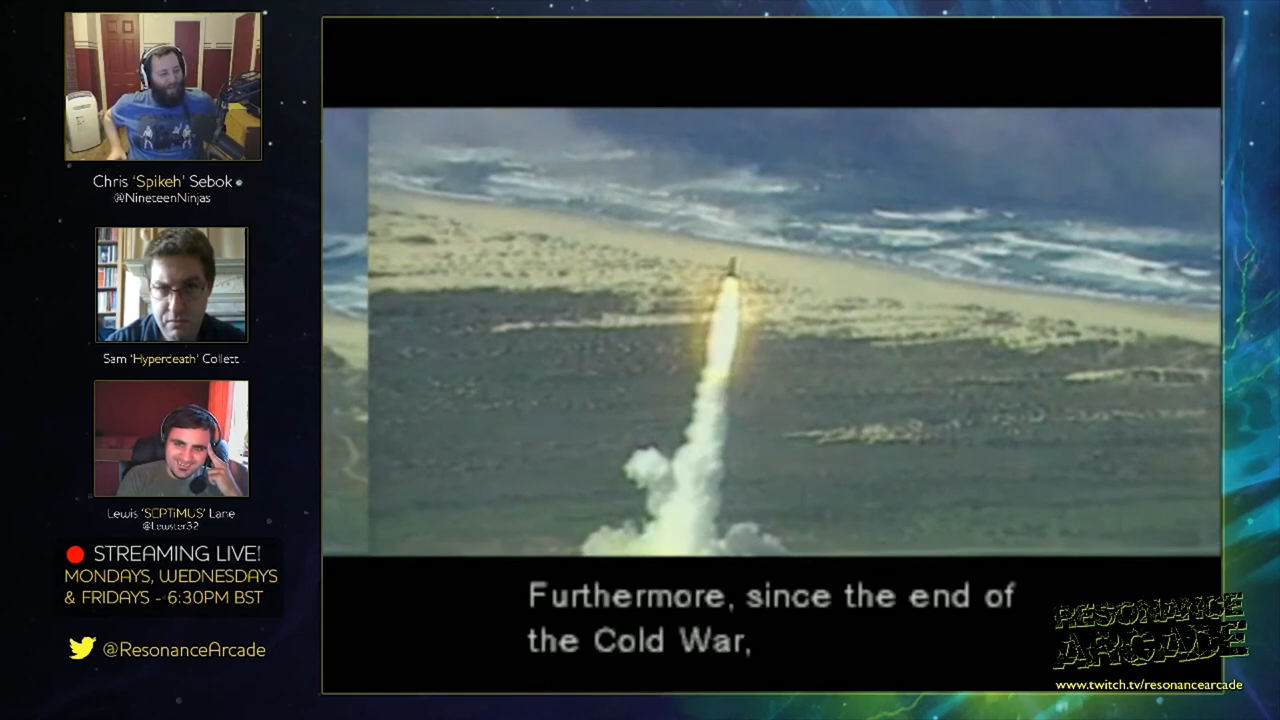 Chris 'Spikeh' Sebok
@NineteenNinjas
Sam 'Hyperdeath' Collett
Lewis 'SEPTiMUS' Lane
@Lewster32
STREAMING LIVE!
MONDAYS, WEDNESDAYS
& FRIDAYS - 6:30PM BST
@ResonanceArcade
Furthermore, since the end of
the Cold War,
RESONANCE
ARCADE
www.twitch.tv/resonancearcade